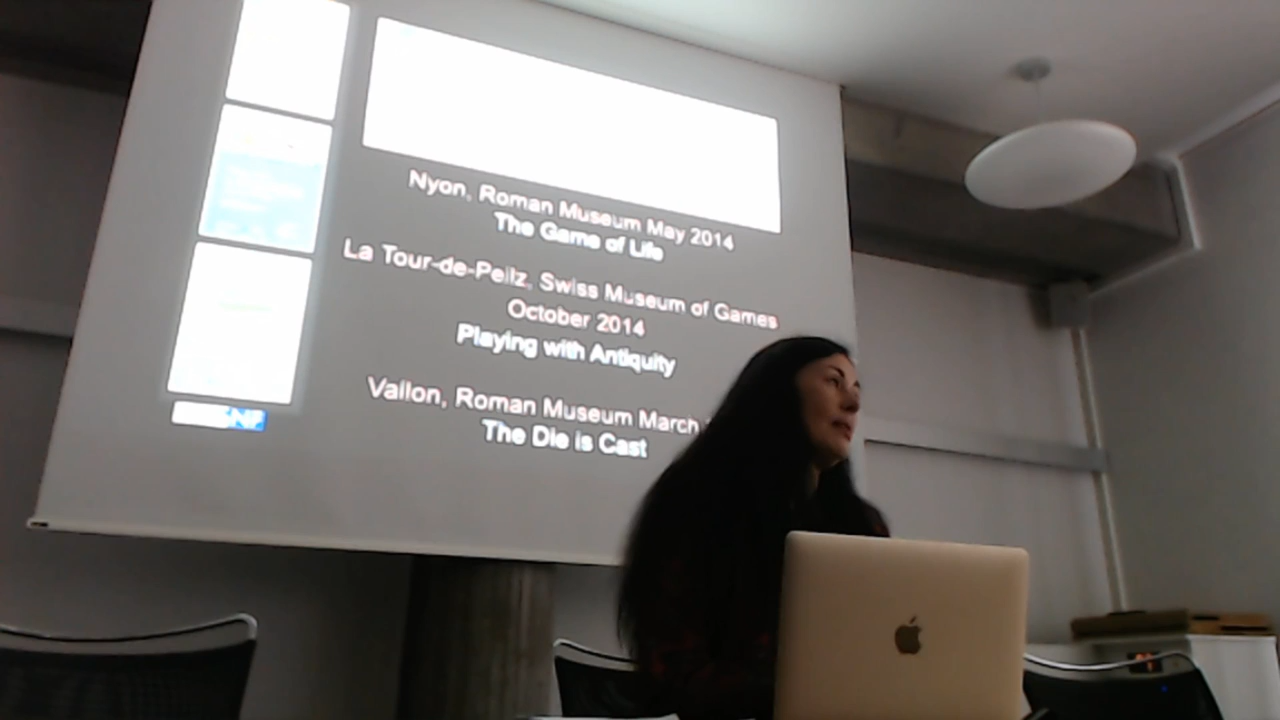 Nyon, Roman Museum May 2014
The Game of Life
La Tour-de-Peilz, Swiss Museum of Games
October 2014
Playing with Antiquity
Vallon, Roman Museum March
The Die is Cast